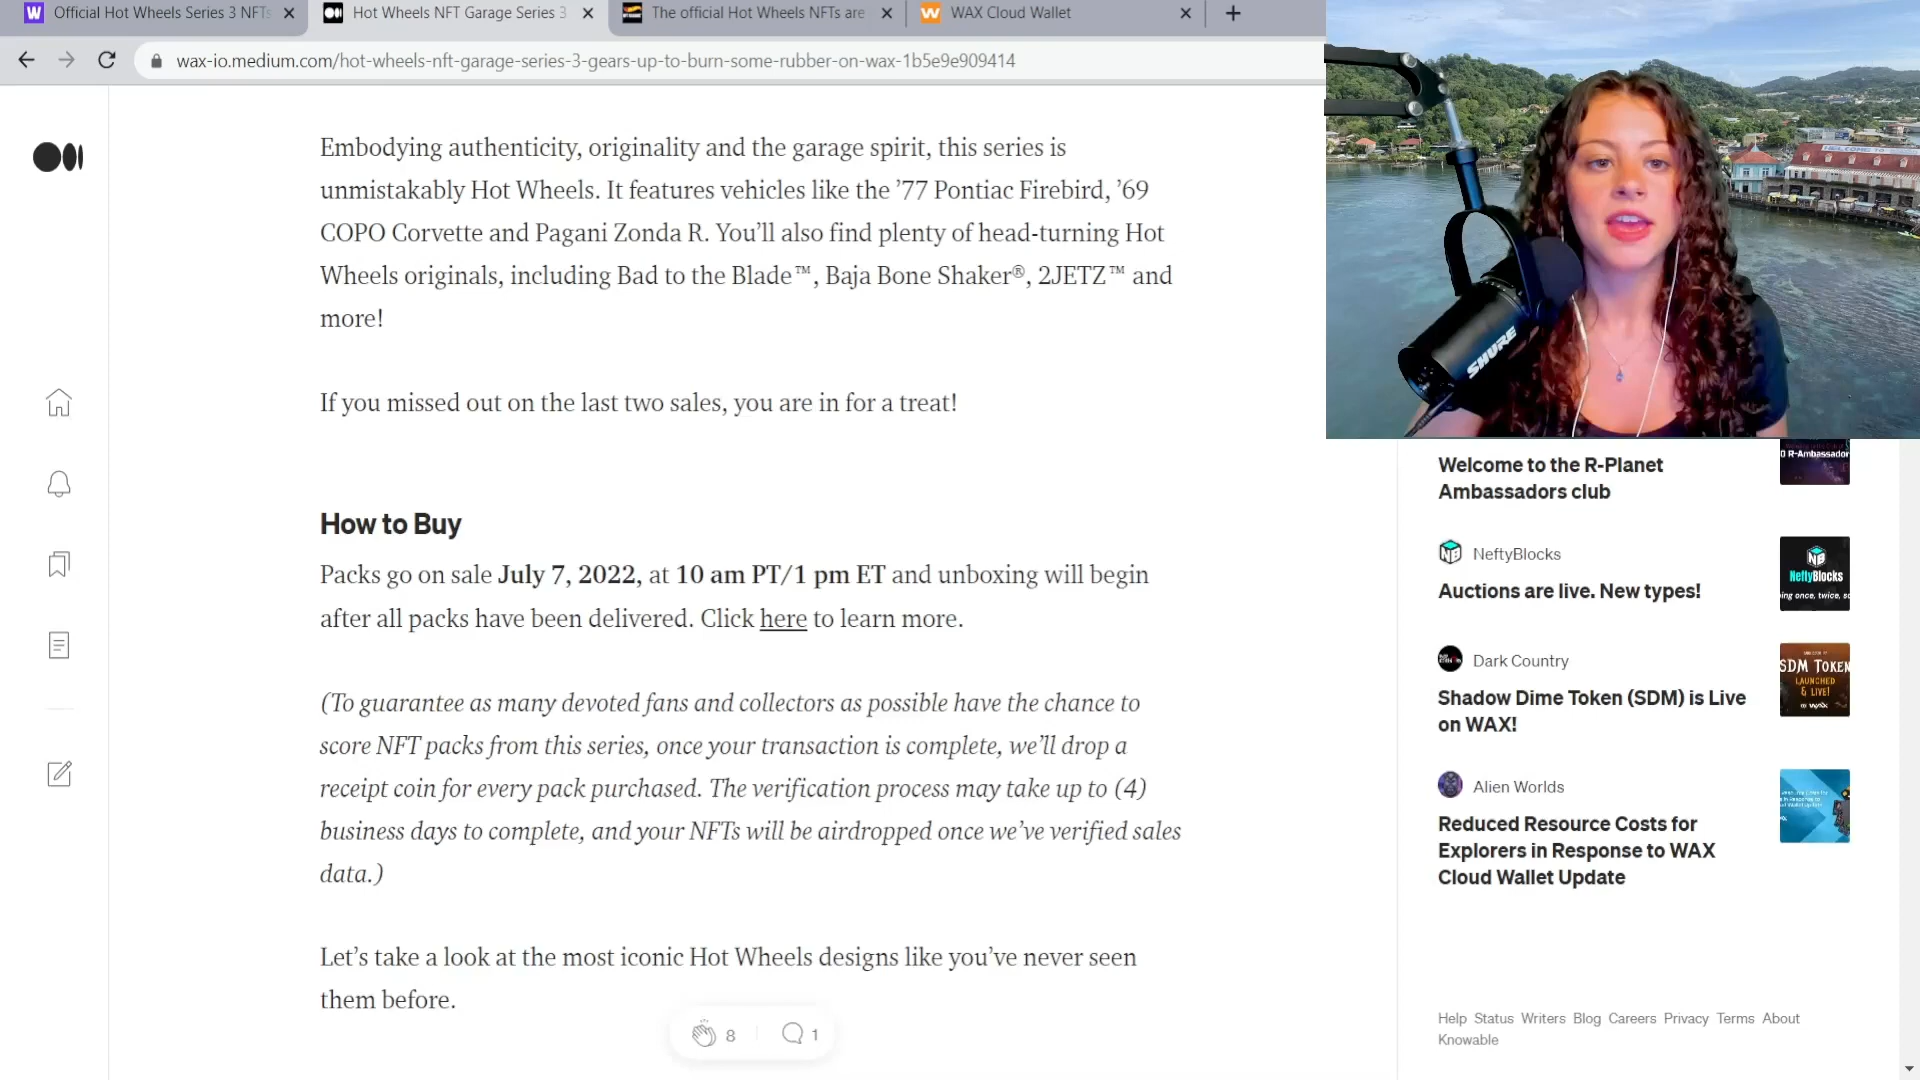 Official Hot Wheels Series 3 NFTs
Hot Wheels NFT Garage Series 3
The official Hot Wheels NFTs are
WAX Cloud Wallet
wax-io.medium.com/hot-wheels-nft-garage-series-3-gears-up-to-burn-some-rubber-on-wax-1b5e9e909414
Embodying authenticity, originality and the garage spirit, this series is
unmistakably Hot Wheels. It features vehicles like the ’77 Pontiac Firebird, ’69
COPO Corvette and Pagani Zonda R. You’ll also find plenty of head-turning Hot
Wheels originals, including Bad to the Blade™, Baja Bone Shaker®, 2JETZ™ and
more!
If you missed out on the last two sales, you are in for a treat!
How to Buy
Packs go on sale July 7, 2022, at 10 am PT/1 pm ET and unboxing will begin
after all packs have been delivered. Click here to learn more.
(To guarantee as many devoted fans and collectors as possible have the chance to
score NFT packs from this series, once your transaction is complete, we’ll drop a
receipt coin for every pack purchased. The verification process may take up to (4)
business days to complete, and your NFTs will be airdropped once we’ve verified sales
data.)
Let’s take a look at the most iconic Hot Wheels designs like you’ve never seen
them before.
8
1
SHURE
Welcome to the R-Planet
Ambassadors club
R-Ambassador
NeftyBlocks
Auctions are live. New types!
NeftyBlocks
ing once, twice, so
Dark Country
Shadow Dime Token (SDM) is Live
on WAX!
SDM TOKEN
LAUNCHED
& LIVE!
Alien Worlds
Reduced Resource Costs for
Explorers in Response to WAX
Cloud Wallet Update
Help Status Writers Blog Careers Privacy Terms About
Knowable